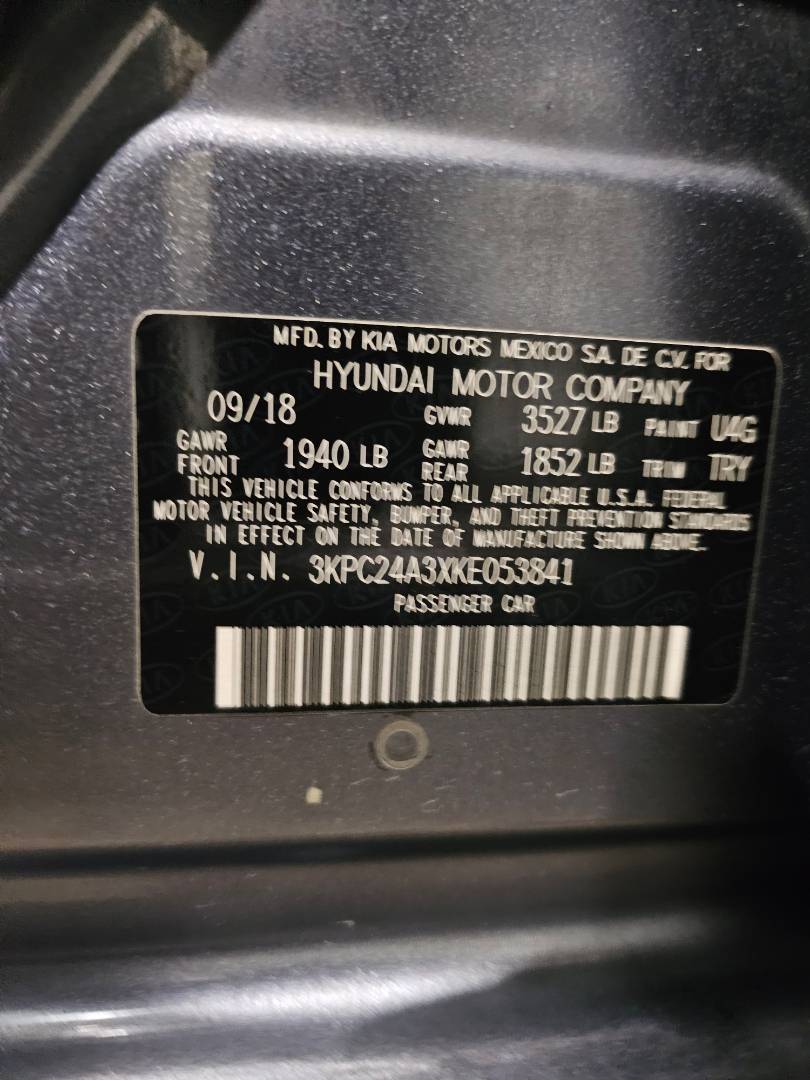 MFD. BY KIA MOTORS MEXICO S.A. DE C.V. FOR
HYUNDAI MOTOR COMPANY
09/18 GVWR 3527 LB PAINT U4G
GAWR FRONT 1940 LB GAWR REAR 1852 LB TRIM TRY
THIS VEHICLE CONFORMS TO ALL APPLICABLE U.S.A. FEDERAL
MOTOR VEHICLE SAFETY, BUMPER, AND THEFT PREVENTION STANDARDS
IN EFFECT ON THE DATE OF MANUFACTURE SHOWN ABOVE.
V.I.N. 3KPC24A3XKE053841
PASSENGER CAR